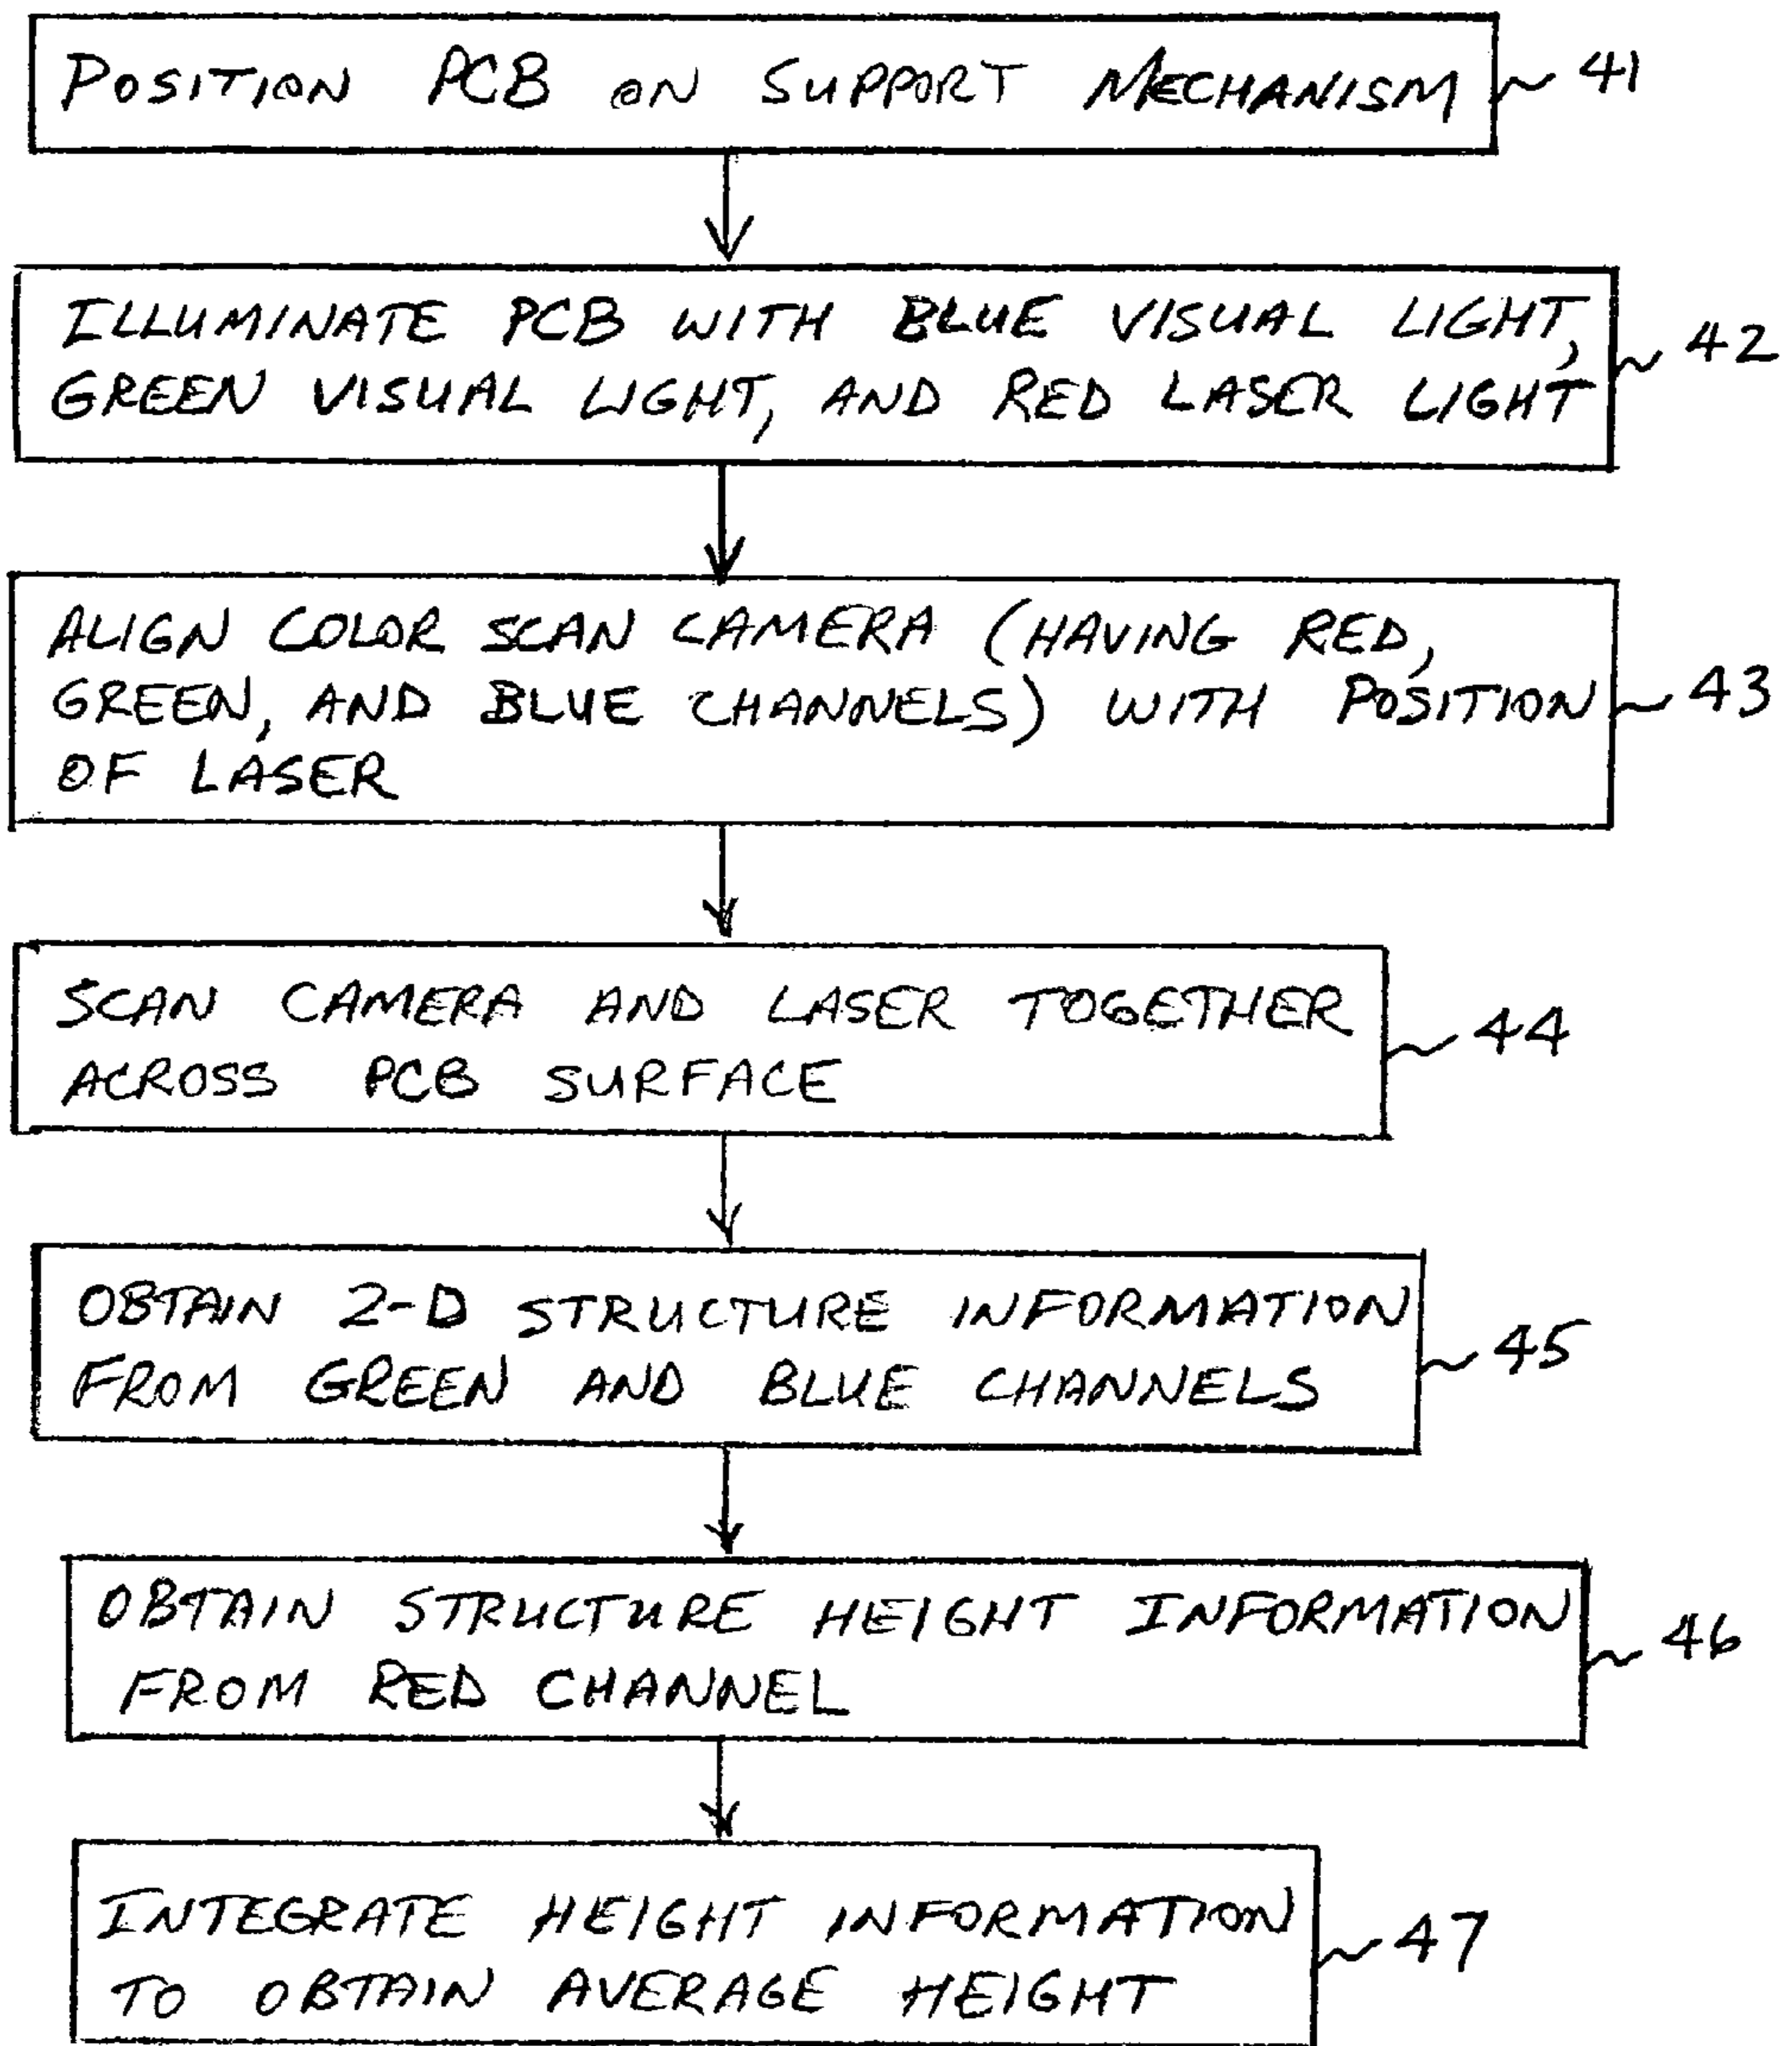 POSITION PCB ON SUPPORT MECHANISM
41
ILLUMINATE PCB WITH BLUE VISUAL LIGHT,
GREEN VISUAL LIGHT, AND RED LASER LIGHT
42
ALIGN COLOR SCAN CAMERA (HAVING RED,
GREEN, AND BLUE CHANNELS) WITH POSITION
OF LASER
43
SCAN CAMERA AND LASER TOGETHER
ACROSS PCB SURFACE
44
OBTAIN 2-D STRUCTURE INFORMATION
FROM GREEN AND BLUE CHANNELS
45
OBTAIN STRUCTURE HEIGHT INFORMATION
FROM RED CHANNEL
46
INTEGRATE HEIGHT INFORMATION
TO OBTAIN AVERAGE HEIGHT
47